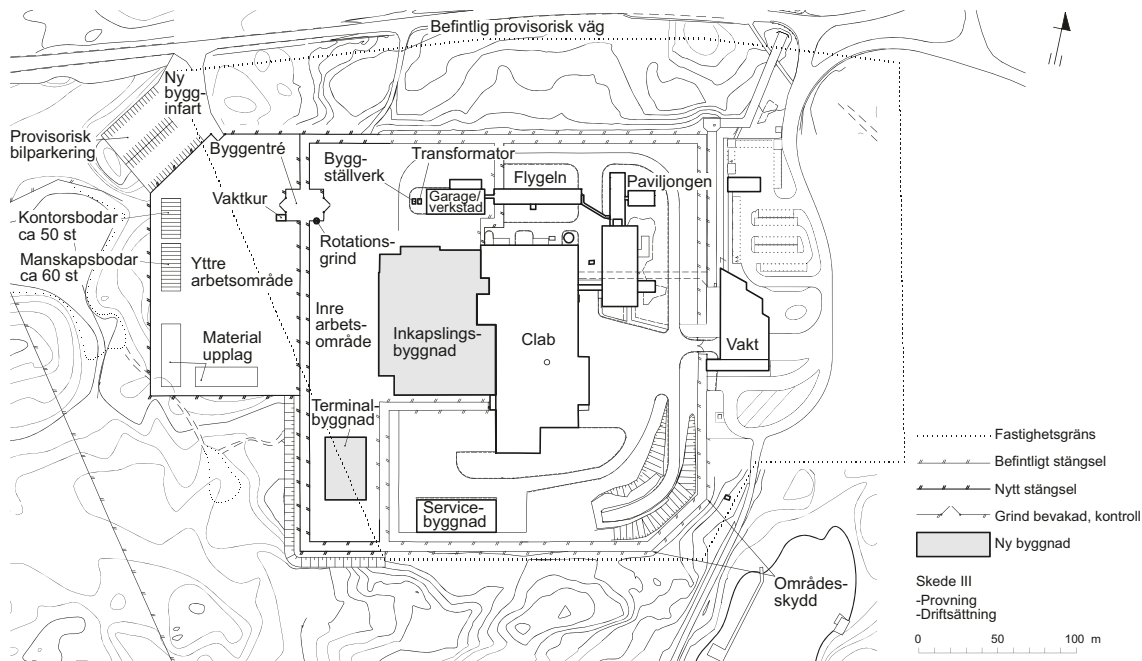 Befintlig provisorisk väg
Ny
bygg-
infart
Provisorisk
bilparkering
Byggentré
Bygg-
ställverk
Transformator
Flygeln
Paviljongen
Garage/
verkstad
Vaktkur
Kontorsbodar
ca 50 st
Manskapsbodar
ca 60 st
Rotations-
grind
Yttre
arbetsområde
Inre
arbets-
område
Inkapslings-
byggnad
Clab
Vakt
Material
upplag
Terminal-
byggnad
Service-
byggnad
Områdes-
skydd
Fastighetsgräns
Befintligt stängsel
Nytt stängsel
Grind bevakad, kontroll
Ny byggnad
Skede III
-Provning
-Driftsättning
0 50 100 m